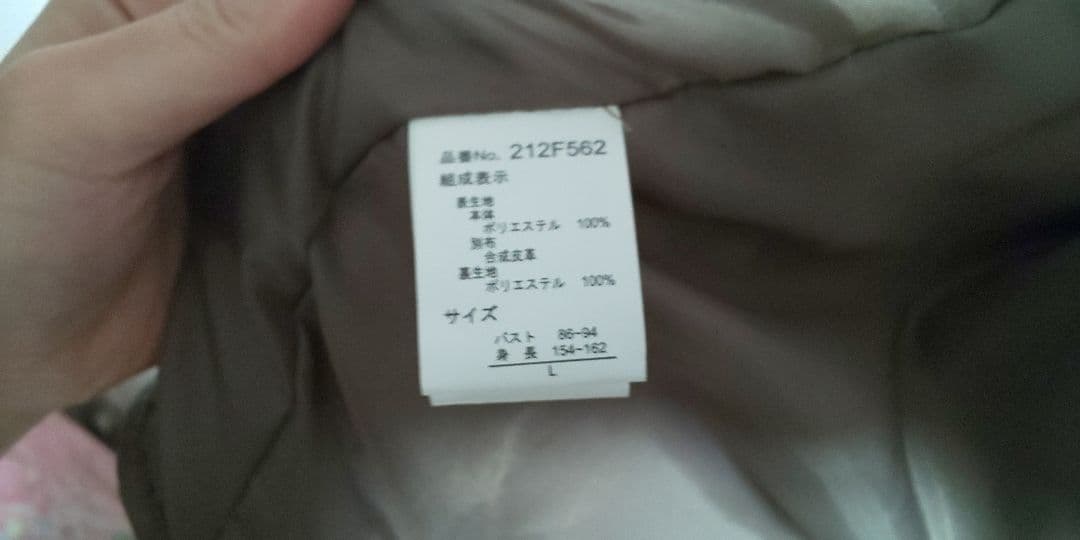 品番No. 212F562
組成表示
表生地
本体
ポリエステル 100%
別布
合成皮革
裏生地
ポリエステル 100%
サイズ
バスト 86-94
身長 154-162
L